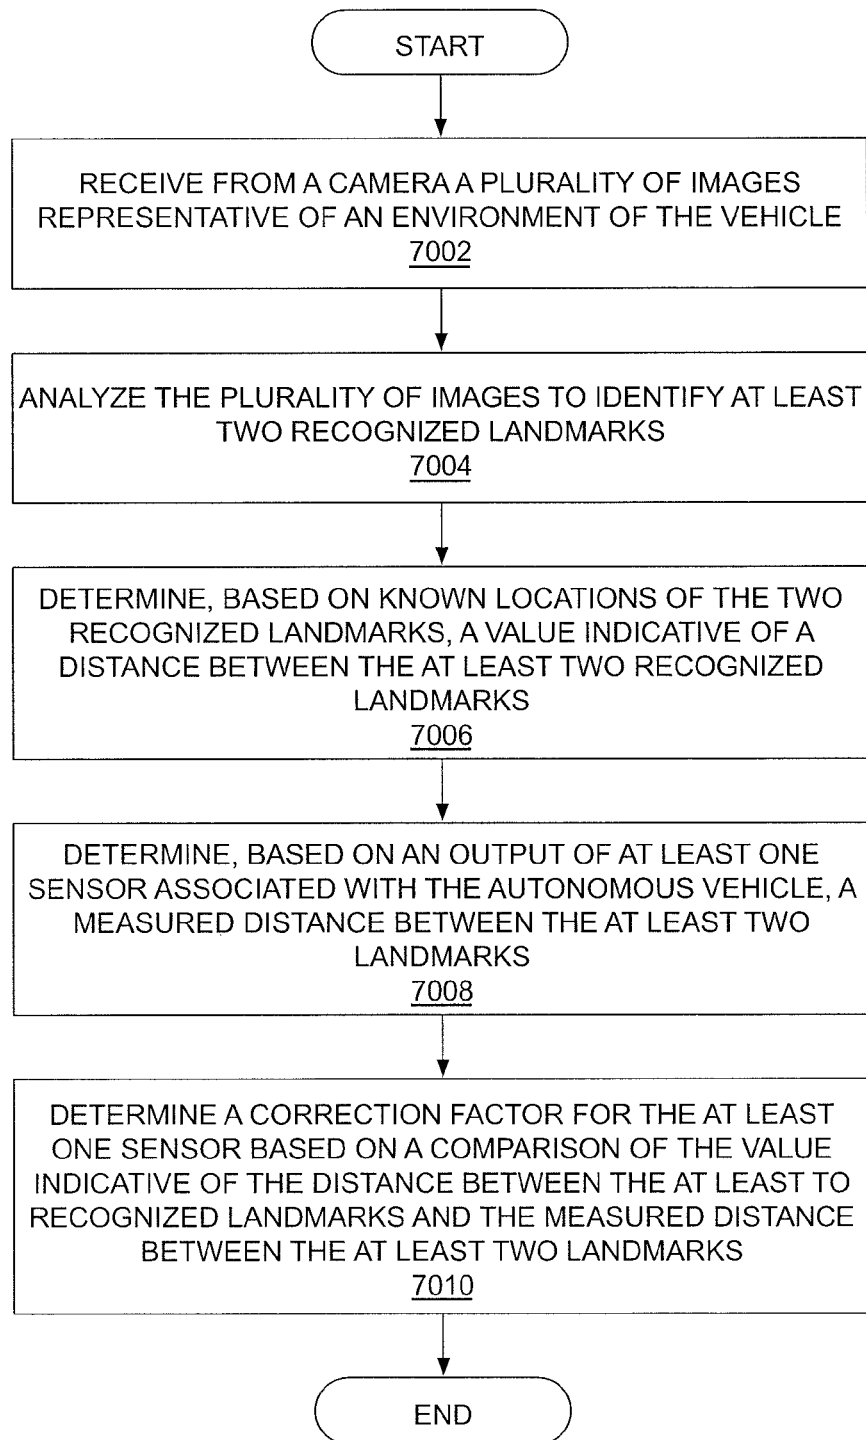 START
RECEIVE FROM A CAMERA A PLURALITY OF IMAGES
REPRESENTATIVE OF AN ENVIRONMENT OF THE VEHICLE
7002
ANALYZE THE PLURALITY OF IMAGES TO IDENTIFY AT LEAST
TWO RECOGNIZED LANDMARKS
7004
DETERMINE, BASED ON KNOWN LOCATIONS OF THE TWO
RECOGNIZED LANDMARKS, A VALUE INDICATIVE OF A
DISTANCE BETWEEN THE AT LEAST TWO RECOGNIZED
LANDMARKS
7006
DETERMINE, BASED ON AN OUTPUT OF AT LEAST ONE
SENSOR ASSOCIATED WITH THE AUTONOMOUS VEHICLE, A
MEASURED DISTANCE BETWEEN THE AT LEAST TWO
LANDMARKS
7008
DETERMINE A CORRECTION FACTOR FOR THE AT LEAST
ONE SENSOR BASED ON A COMPARISON OF THE VALUE
INDICATIVE OF THE DISTANCE BETWEEN THE AT LEAST TO
RECOGNIZED LANDMARKS AND THE MEASURED DISTANCE
BETWEEN THE AT LEAST TWO LANDMARKS
7010
END